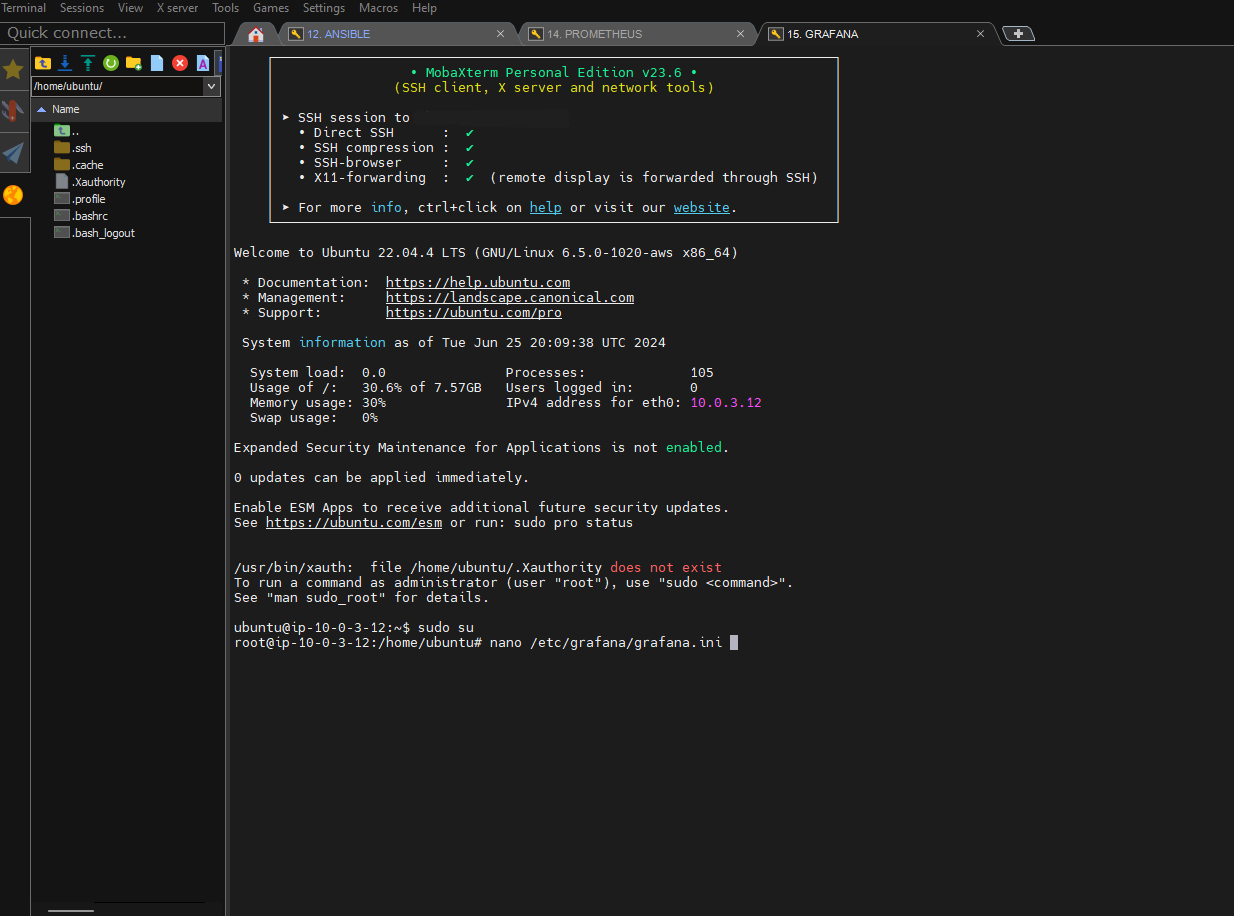 Terminal Sessions View X server Tools Games Settings Macros Help
Quick connect...
12. ANSIBLE
14. PROMETHEUS
15. GRAFANA
/home/ubuntu/
Name
..
.ssh
.cache
.Xauthority
.profile
.bashrc
.bash_logout
• MobaXterm Personal Edition v23.6 •
(SSH client, X server and network tools)
➤ SSH session to
• Direct SSH : ✔
• SSH compression : ✔
• SSH-browser : ✔
• X11-forwarding : ✔ (remote display is forwarded through SSH)
➤ For more info, ctrl+click on help or visit our website.
Welcome to Ubuntu 22.04.4 LTS (GNU/Linux 6.5.0-1020-aws x86_64)
* Documentation: https://help.ubuntu.com
* Management: https://landscape.canonical.com
* Support: https://ubuntu.com/pro
System information as of Tue Jun 25 20:09:38 UTC 2024
System load: 0.0 Processes: 105
Usage of /: 30.6% of 7.57GB Users logged in: 0
Memory usage: 30% IPv4 address for eth0: 10.0.3.12
Swap usage: 0%
Expanded Security Maintenance for Applications is not enabled.
0 updates can be applied immediately.
Enable ESM Apps to receive additional future security updates.
See https://ubuntu.com/esm or run: sudo pro status
/usr/bin/xauth: file /home/ubuntu/.Xauthority does not exist
To run a command as administrator (user "root"), use "sudo <command>".
See "man sudo_root" for details.
ubuntu@ip-10-0-3-12:~$ sudo su
root@ip-10-0-3-12:/home/ubuntu# nano /etc/grafana/grafana.ini